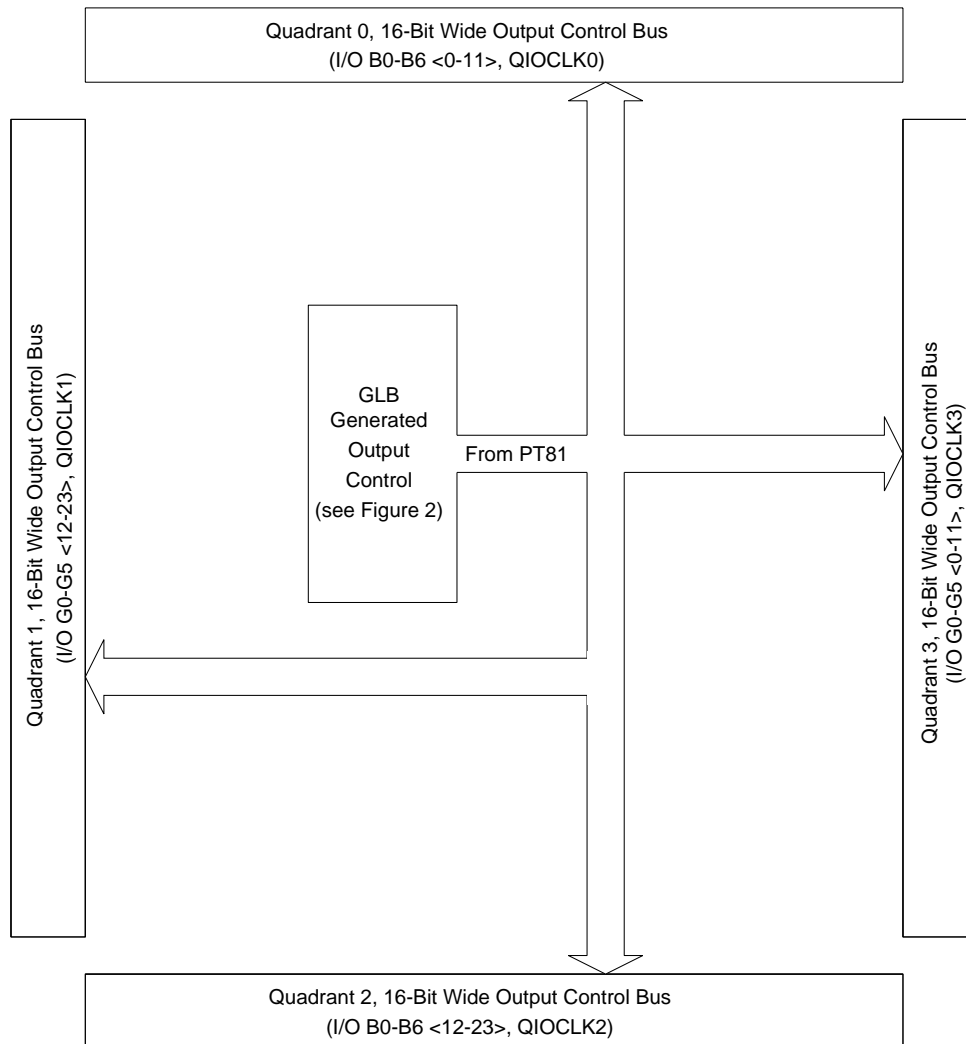 Quadrant 0, 16-Bit Wide Output Control Bus
(I/O B0-B6 <0-11>, QIOCLK0)
Quadrant 1, 16-Bit Wide Output Control Bus
(I/O G0-G5 <12-23>, QIOCLK1)
GLB
Generated
Output
Control
(see Figure 2)
From PT81
Quadrant 3, 16-Bit Wide Output Control Bus
(I/O G0-G5 <0-11>, QIOCLK3)
Quadrant 2, 16-Bit Wide Output Control Bus
(I/O B0-B6 <12-23>, QIOCLK2)